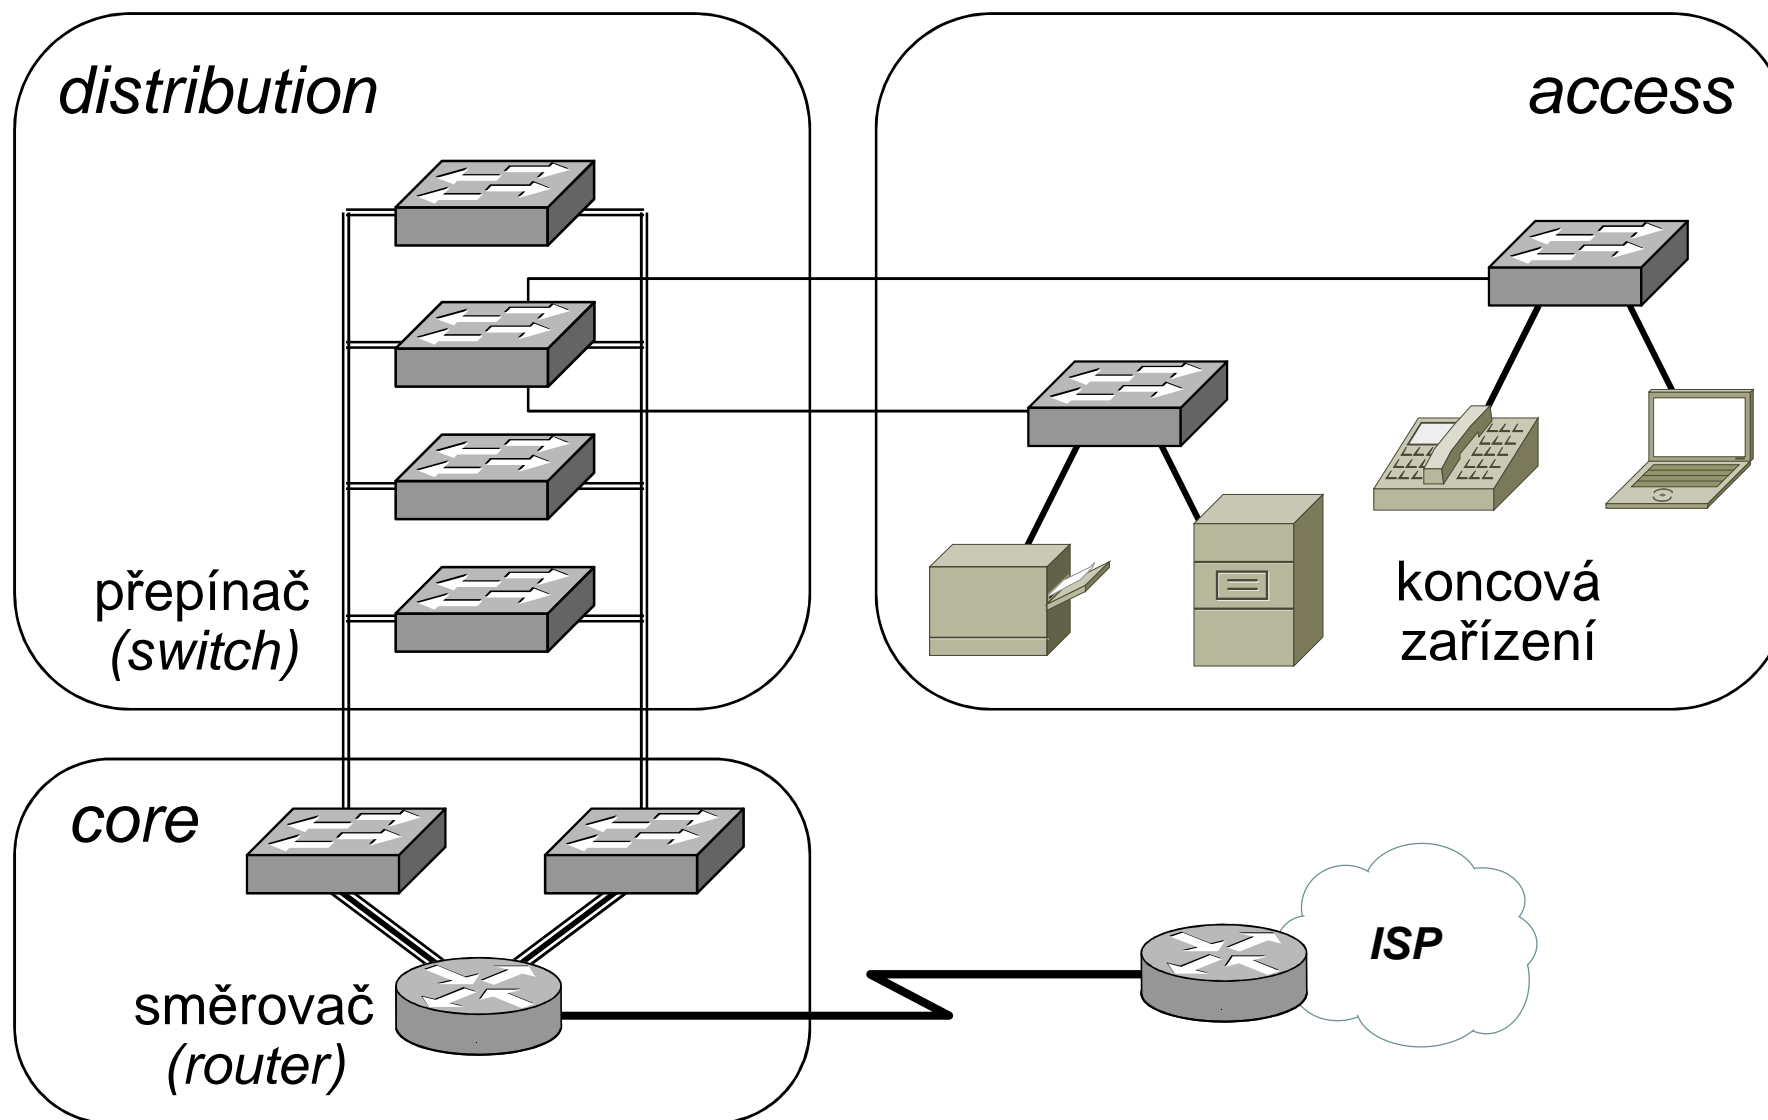 distribution
access
přepínač
(switch)
koncová
zařízení
core
ISP
směrovač
(router)